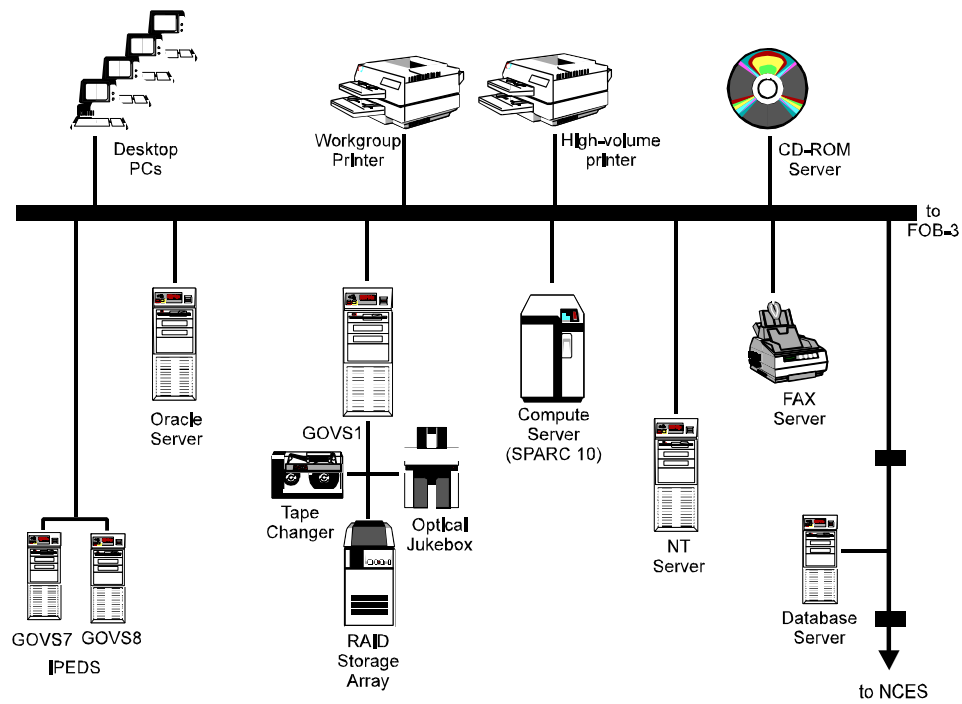 Desktop
PCs
Workgroup
Printer
High-volume
printer
CD-ROM
Server
to
FOB-3
Oracle
Server
GOVS1
Tape
Changer
Optical
Jukebox
RAID
Storage
Array
Compute
Server
(SPARC 10)
NT
Server
FAX
Server
Database
Server
GOVS7 GOVS8
IPEDS
to NCES